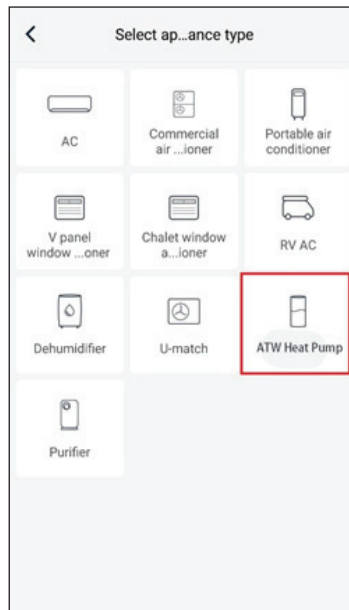 Select ap...ance type
AC
Commercial
air ...ioner
Portable air
conditioner
V panel
window ...oner
Chalet window
a...ioner
RV AC
Dehumidifier
U-match
ATW Heat Pump
Purifier